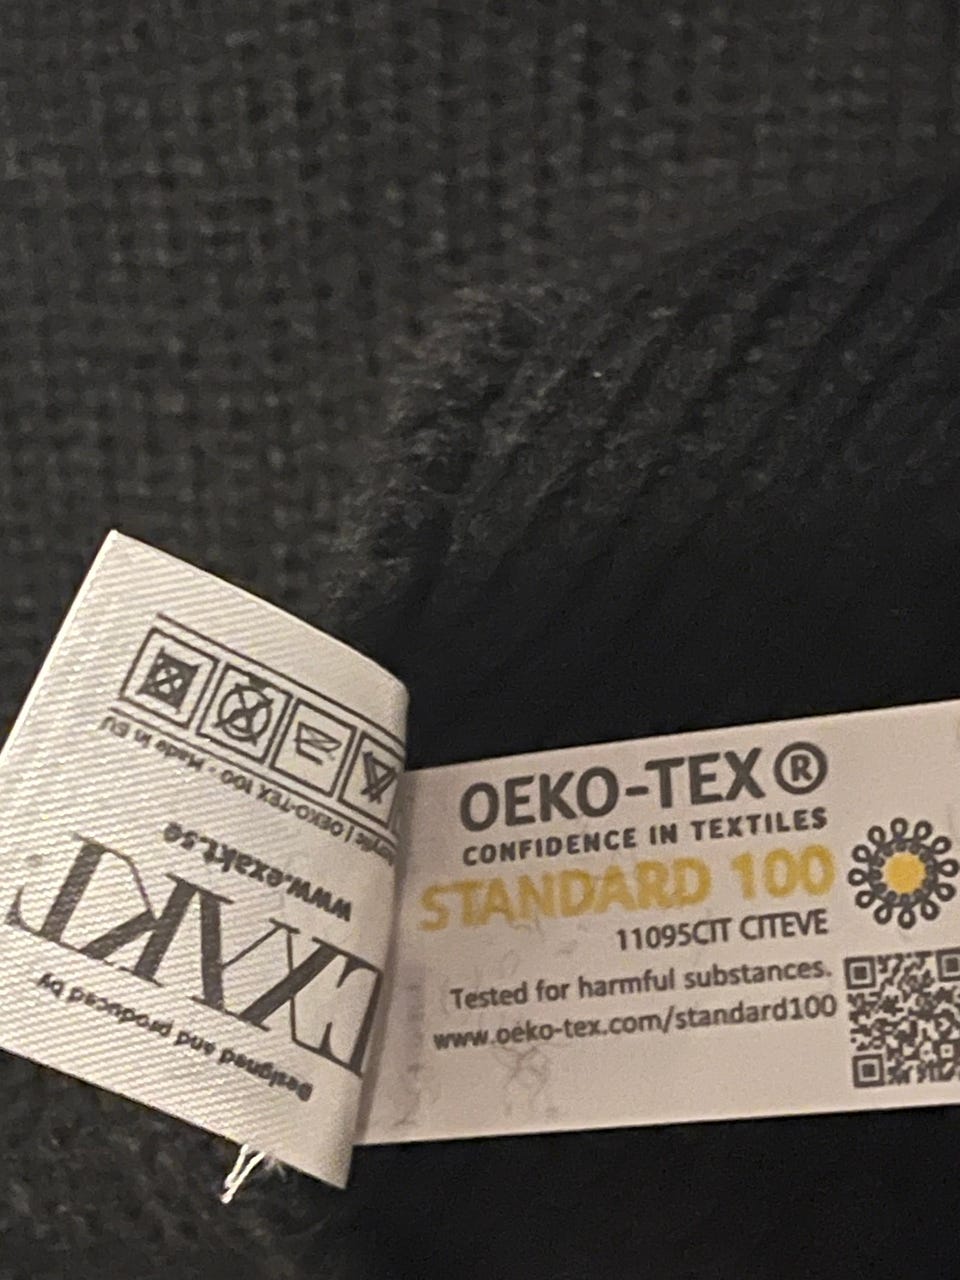 OEKO-TEX®
CONFIDENCE IN TEXTILES
STANDARD 100
11095CIT CITEVE
Tested for harmful substances.
www.oeko-tex.com/standard100
Designed and produced by
EXAKT
www.exakt.se
| OEKO-TEX 100 - Made in EU